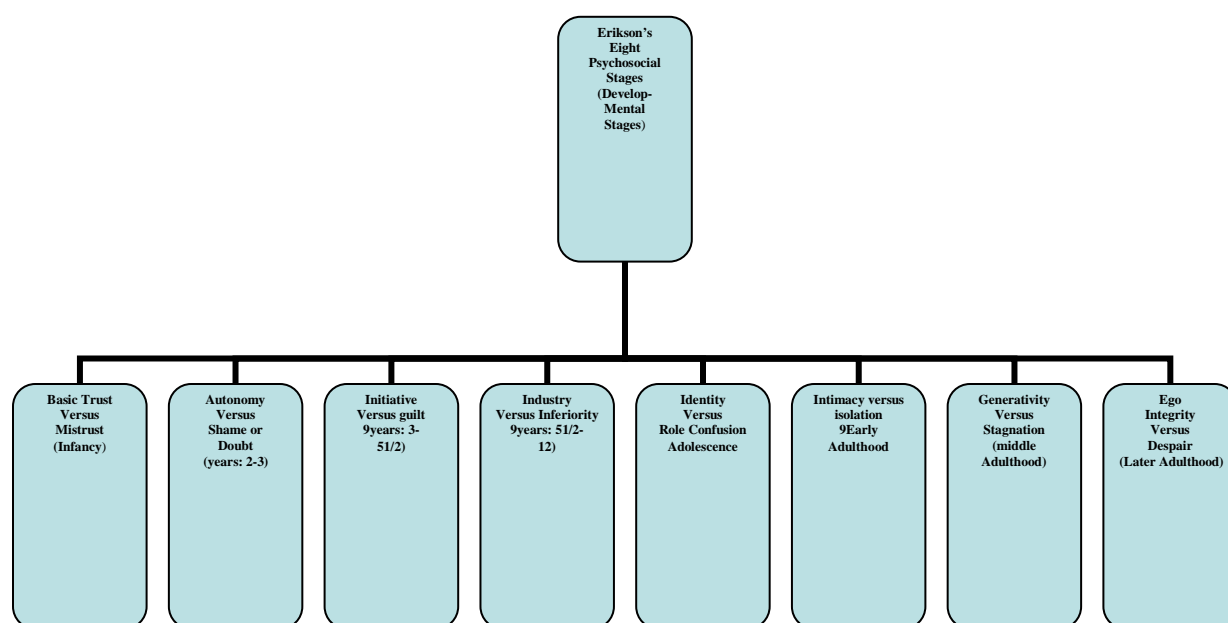 Erikson's
Eight
Psychosocial
Stages
(Develop-
Mental
Stages)
Basic Trust
Versus
Mistrust
(Infancy)
Autonomy
Versus
Shame or
Doubt
(years: 2-3)
Initiative
Versus guilt
9years: 3-
51/2)
Industry
Versus Inferiority
9years: 51/2-
12)
Identity
Versus
Role Confusion
Adolescence
Intimacy versus
isolation
9Early
Adulthood
Generativity
Versus
Stagnation
(middle
Adulthood)
Ego
Integrity
Versus
Despair
(Later Adulthood)